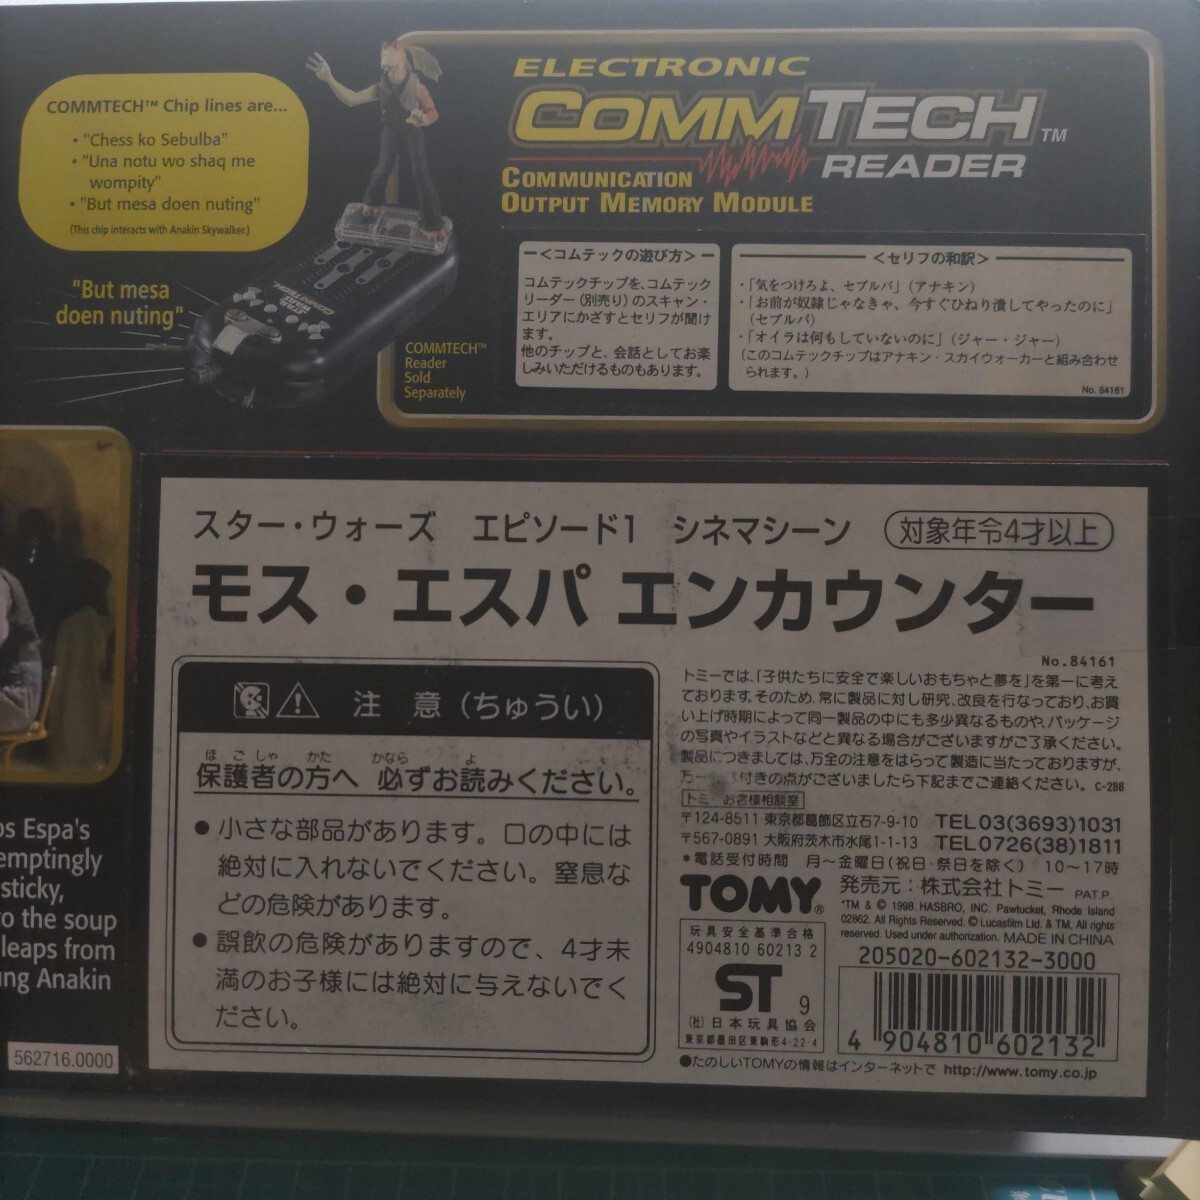 COMMTECH™ Chip lines are...
• "Chess ko Sebulba"
• "Una notu wo shaq me
wompity"
• "But mesa doen nuting"
(This chip interacts with Anakin Skywalker.)
"But mesa
doen nuting"
COMMTECH™
Reader
Sold
Separately
ELECTRONIC
COMMTECH™
READER
COMMUNICATION
OUTPUT MEMORY MODULE
<コムテックの遊び方>
コムテックチップを、コムテック
リーダー(別売り)のスキャン・
エリアにかざすとセリフが聞け
ます。
他のチップと、会話としてお楽
しみいただけるものもあります。
<セリフの和訳>
・「気をつけろよ、セブルバ」(アナキン)
・「お前が奴隷じゃなきゃ、今すぐひねり潰してやったのに」
(セブルバ)
・「オイラは何もしていないのに」(ジャー・ジャー)
(このコムテックチップはアナキン・スカイウォーカーと組み合わせ
られます。)
No. 84161
os Espa's
emptingly
sticky,
to the soup
leaps from
ung Anakin
562716.0000
スター・ウォーズ エピソード1 シネマシーン 対象年令4才以上
モス・エスパ エンカウンター
No.84161
注 意(ちゅうい)
ほごしゃ かた かなら よ
保護者の方へ 必ずお読みください。
●小さな部品があります。口の中には
絶対に入れないでください。窒息な
どの危険があります。
●誤飲の危険がありますので、4才未
満のお子様には絶対に与えないでく
ださい。
トミーでは、「子供たちに安全で楽しいおもちゃと夢を」を第一に考え
ております。そのため、常に製品に対し研究、改良を行なっており、お買
い上げ時期によって同一製品の中にも多少異なるものや、パッケージ
の写真やイラストなどと異なる場合がございますがご了承ください。
製品につきましては、万全の注意をはらって製造に当たっておりますが、
万一 付きの点がございましたら下記までご連絡ください。 C-288
トミーお客様相談室
〒124-8511 東京都葛飾区立石7-9-10 TEL03(3693)1031
〒567-0891 大阪府茨木市水尾1-1-13 TEL0726(38)1811
*電話受付時間 月〜金曜日(祝日・祭日を除く) 10〜17時
TOMY®
発売元:株式会社トミー PAT.P.
™ & © 1998. HASBRO, INC. Pawtucket, Rhode Island
02862. All Rights Reserved. © Lucasfilm Ltd. & TM. All rights
reserved. Used under authorization. MADE IN CHINA
玩具安全基準合格
4904810 60213 2
ST 9
(社)日本玩具協会
東京都墨田区東駒形4-22-4
205020-602132-3000
4 904810 602132
●たのしいTOMYの情報はインターネットで http://www.tomy.co.jp